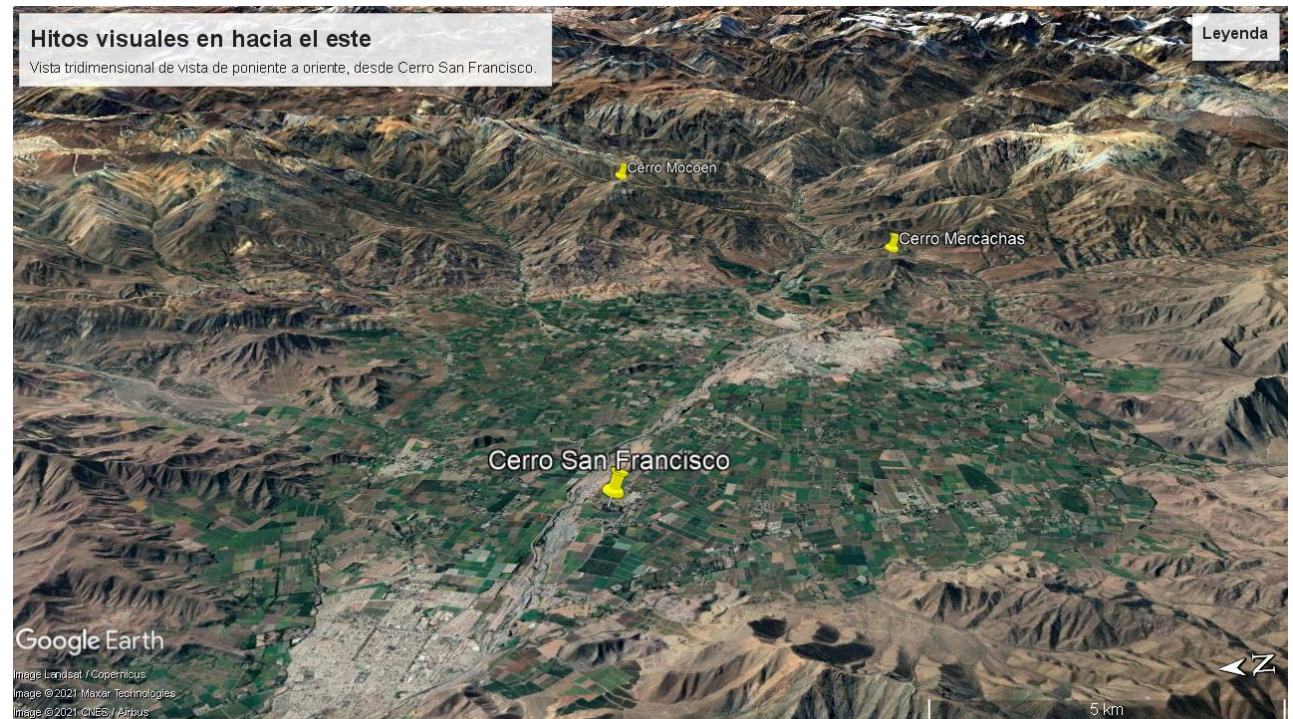 Hitos visuales en hacia el este
Vista tridimensional de vista de poniente a oriente, desde Cerro San Francisco.
Leyenda
Cerro Mocoen
Cerro Mercachas
Cerro San Francisco
Google Earth
Image Landsat / Copernicus
Image ©2021 Maxar Technologies
Image ©2021 CNES / Airbus
N
5 km